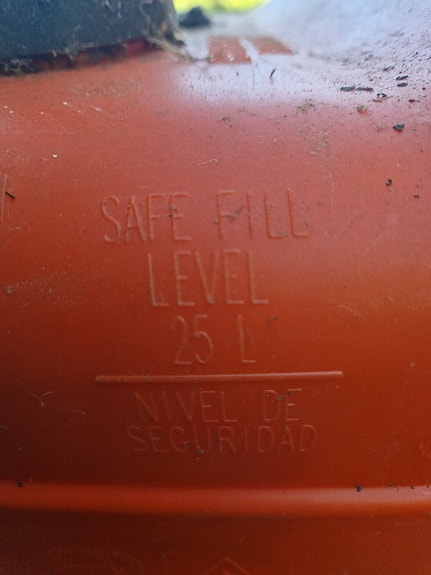 SAFE FILL
LEVEL
25 L
NIVEL DE
SEGURIDAD